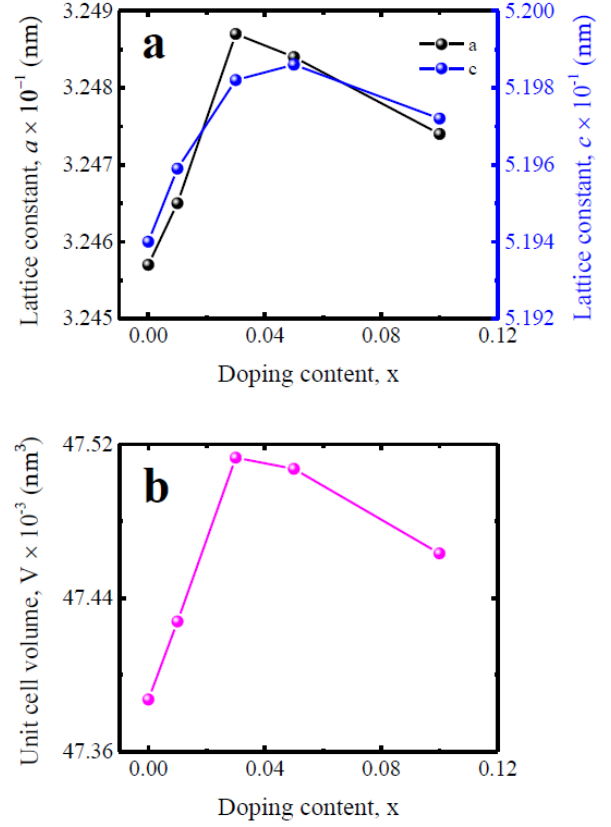 a
a
c
3.249
3.248
3.247
3.246
3.245
5.200
5.198
5.196
5.194
5.192
0.00 0.04 0.08 0.12
Lattice constant, a × 10⁻¹ (nm)
Lattice constant, c × 10⁻¹ (nm)
Doping content, x
b
47.52
47.44
47.36
0.00 0.04 0.08 0.12
Unit cell volume, V × 10⁻³ (nm³)
Doping content, x